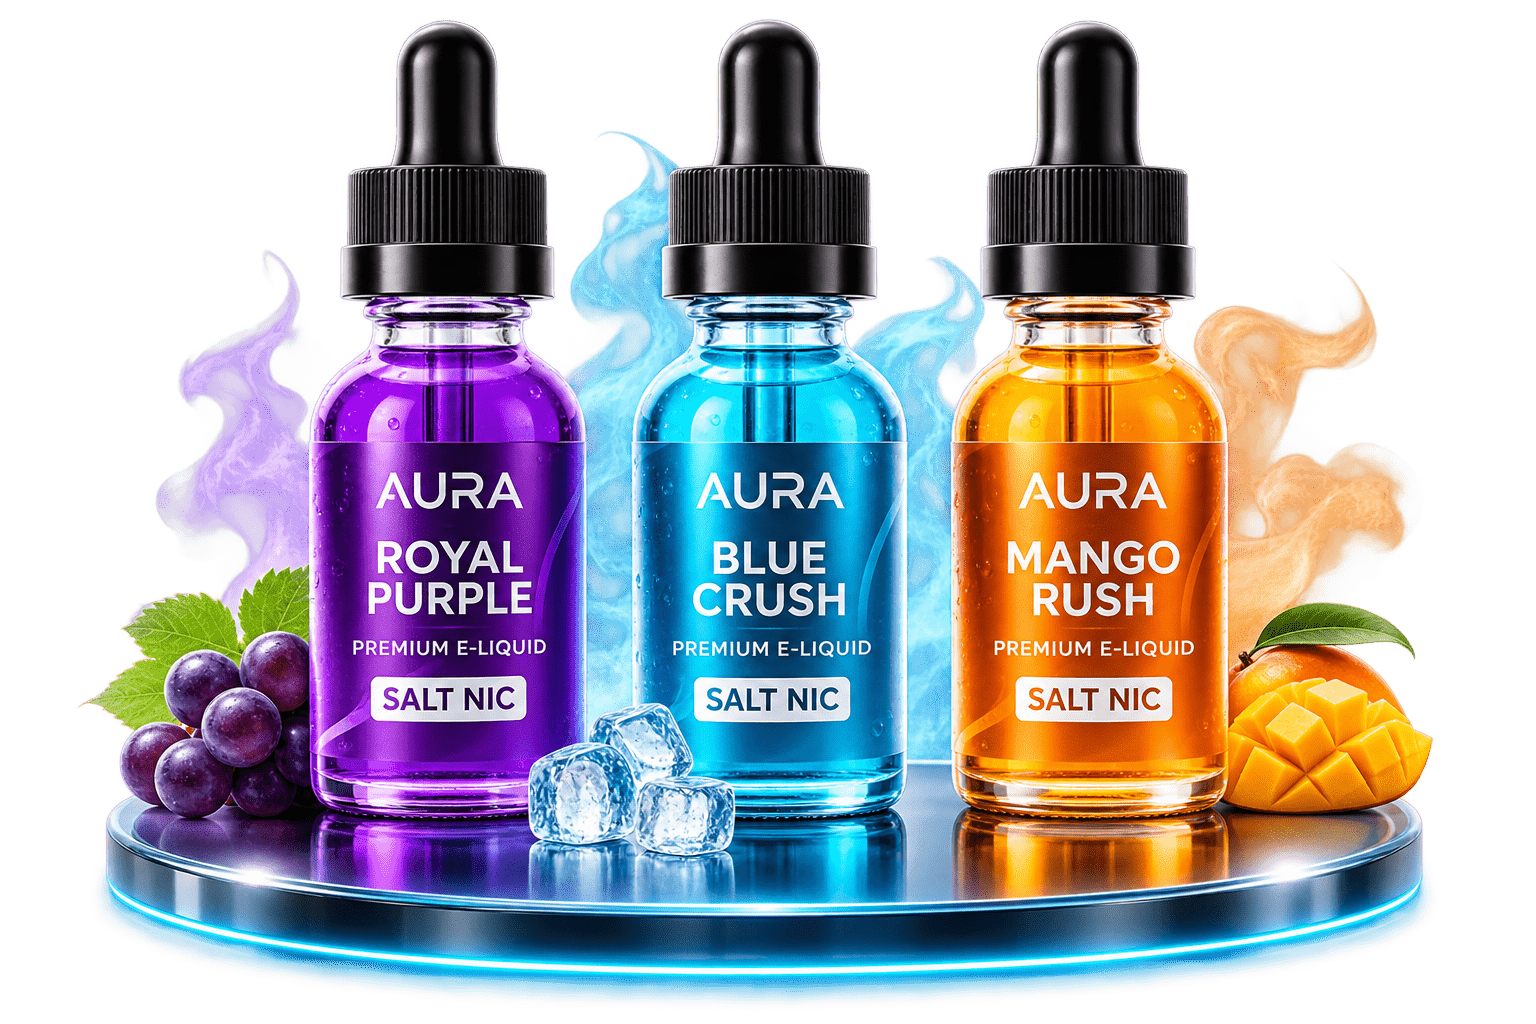 AURA
ROYAL
PURPLE
PREMIUM E-LIQUID
SALT NIC
AURA
BLUE
CRUSH
PREMIUM E-LIQUID
SALT NIC
AURA
MANGO
RUSH
PREMIUM E-LIQUID
SALT NIC